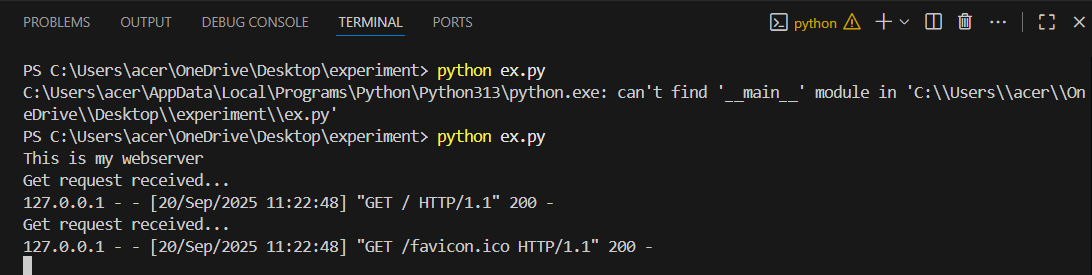 PROBLEMS OUTPUT DEBUG CONSOLE TERMINAL PORTS python
PS C:\Users\acer\OneDrive\Desktop\experiment> python ex.py
C:\Users\acer\AppData\Local\Programs\Python\Python313\python.exe: can't find '__main__' module in 'C:\\Users\\acer\\On
eDrive\\Desktop\\experiment\\ex.py'
PS C:\Users\acer\OneDrive\Desktop\experiment> python ex.py
This is my webserver
Get request received...
127.0.0.1 - - [20/Sep/2025 11:22:48] "GET / HTTP/1.1" 200 -
Get request received...
127.0.0.1 - - [20/Sep/2025 11:22:48] "GET /favicon.ico HTTP/1.1" 200 -